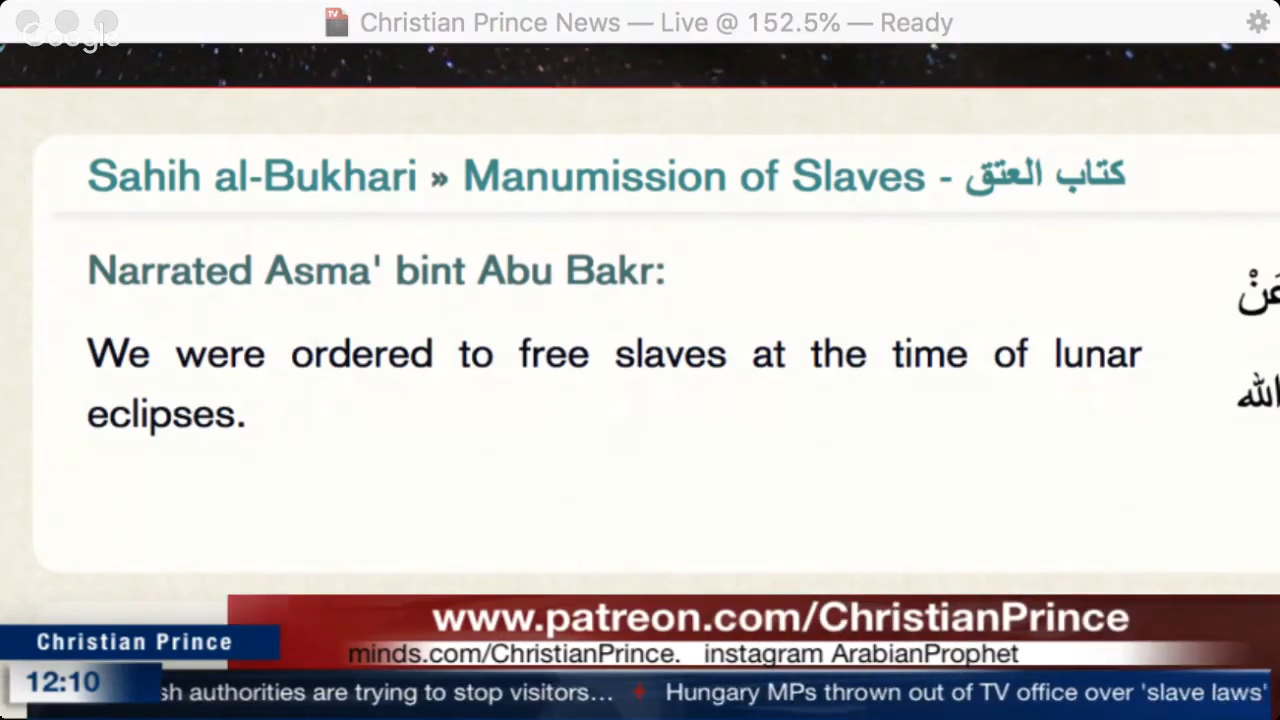 Christian Prince News — Live @ 152.5% — Ready
Google
Sahih al-Bukhari » Manumission of Slaves - كتاب العتق
Narrated Asma' bint Abu Bakr:
We were ordered to free slaves at the time of lunar
eclipses.
عَنْ
الله
www.patreon.com/ChristianPrince
Christian Prince
minds.com/ChristianPrince. instagram ArabianProphet
12:10
sh authorities are trying to stop visitors... Hungary MPs thrown out of TV office over 'slave laws'